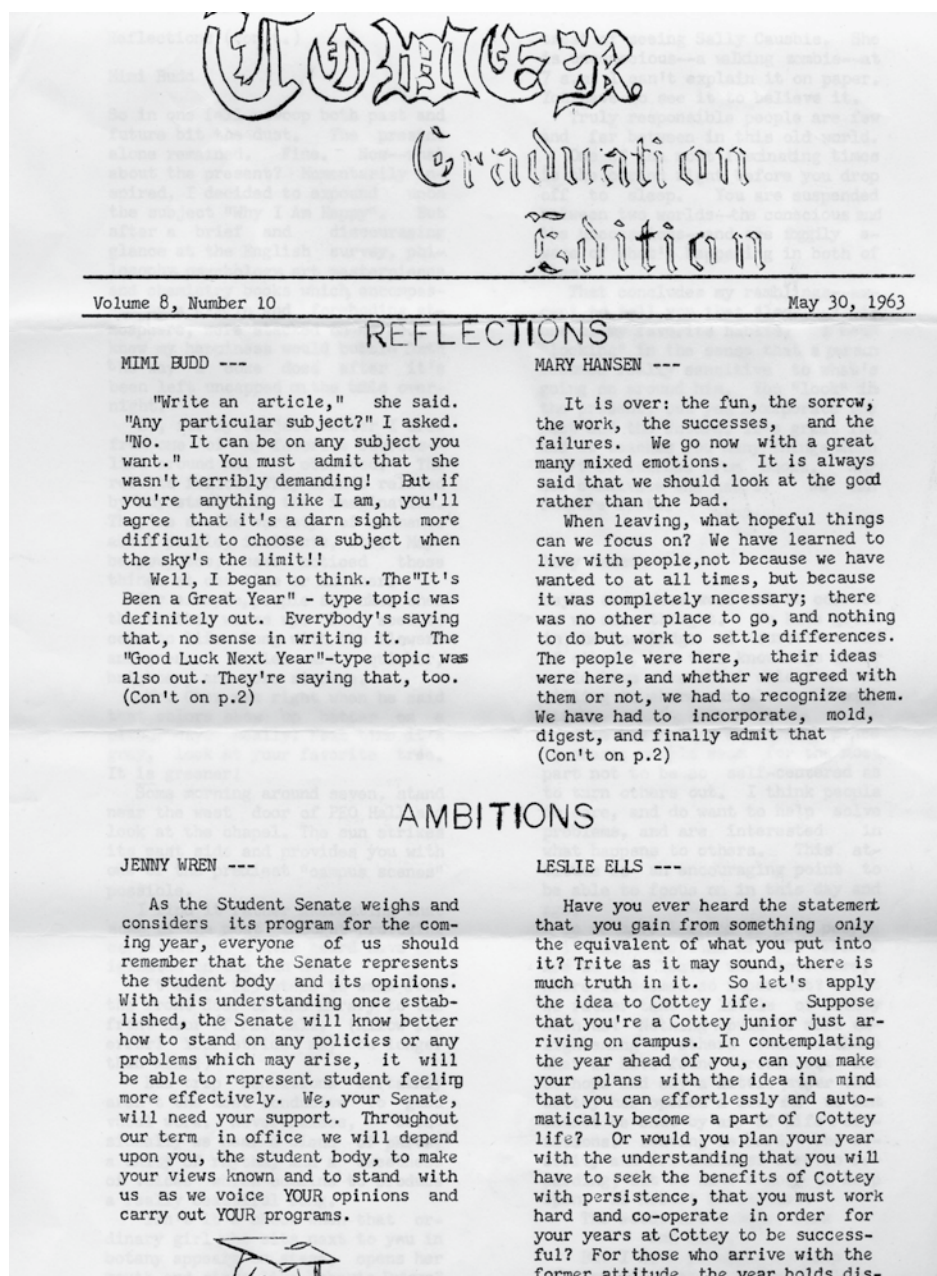 TOWER
Graduation
Edition
Volume 8, Number 10
May 30, 1963
REFLECTIONS
MIMI BUDD ---
"Write an article," she said.
"Any particular subject?" I asked.
"No. It can be on any subject you
want." You must admit that she
wasn't terribly demanding! But if
you're anything like I am, you'll
agree that it's a darn sight more
difficult to choose a subject when
the sky's the limit!!
Well, I began to think. The"It's
Been a Great Year" - type topic was
definitely out. Everybody's saying
that, no sense in writing it. The
"Good Luck Next Year"-type topic was
also out. They're saying that, too.
(Con't on p.2)
MARY HANSEN ---
It is over: the fun, the sorrow,
the work, the successes, and the
failures. We go now with a great
many mixed emotions. It is always
said that we should look at the good
rather than the bad.
When leaving, what hopeful things
can we focus on? We have learned to
live with people,not because we have
wanted to at all times, but because
it was completely necessary; there
was no other place to go, and nothing
to do but work to settle differences.
The people were here, their ideas
were here, and whether we agreed with
them or not, we had to recognize them.
We have had to incorporate, mold,
digest, and finally admit that
(Con't on p.2)
AMBITIONS
JENNY WREN ---
As the Student Senate weighs and
considers its program for the com-
ing year, everyone of us should
remember that the Senate represents
the student body and its opinions.
With this understanding once estab-
lished, the Senate will know better
how to stand on any policies or any
problems which may arise, it will
be able to represent student feeling
more effectively. We, your Senate,
will need your support. Throughout
our term in office we will depend
upon you, the student body, to make
your views known and to stand with
us as we voice YOUR opinions and
carry out YOUR programs.
LESLIE ELLS ---
Have you ever heard the statement
that you gain from something only
the equivalent of what you put into
it? Trite as it may sound, there is
much truth in it. So let's apply
the idea to Cottey life. Suppose
that you're a Cottey junior just ar-
riving on campus. In contemplating
the year ahead of you, can you make
your plans with the idea in mind
that you can effortlessly and auto-
matically become a part of Cottey
life? Or would you plan your year
with the understanding that you will
have to seek the benefits of Cottey
with persistence, that you must work
hard and co-operate in order for
your years at Cottey to be success-
ful? For those who arrive with the
former attitude, the year holds dis-